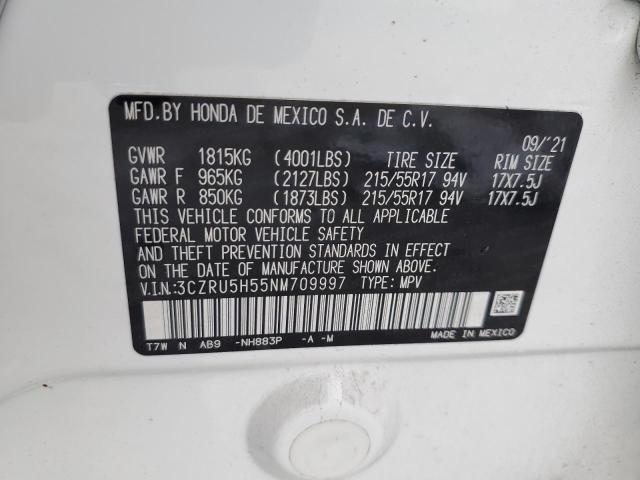 MFD.BY HONDA DE MEXICO S.A. DE C.V.
09/'21
GVWR 1815KG (4001LBS) TIRE SIZE RIM SIZE
GAWR F 965KG (2127LBS) 215/55R17 94V 17X7.5J
GAWR R 850KG (1873LBS) 215/55R17 94V 17X7.5J
THIS VEHICLE CONFORMS TO ALL APPLICABLE
FEDERAL MOTOR VEHICLE SAFETY
AND THEFT PREVENTION STANDARDS IN EFFECT
ON THE DATE OF MANUFACTURE SHOWN ABOVE.
V.I.N.:3CZRU5H55NM709997 TYPE: MPV
T7W N AB9 -NH883P -A -M MADE IN MEXICO